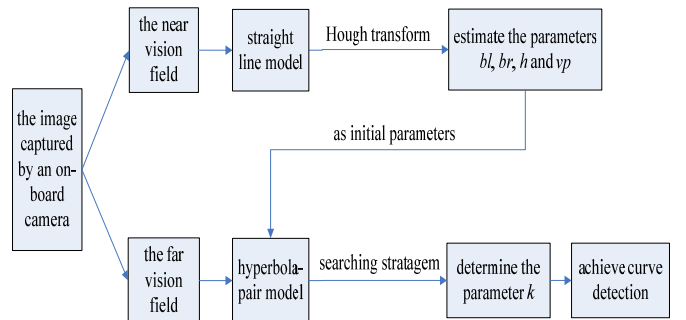 the image
captured
by an on-
board
camera
the near
vision
field
straight
line model
Hough transform
estimate the parameters
bl, br, h and vp
as initial parameters
the far
vision
field
hyperbola-
pair model
searching stratagem
determine the
parameter k
achieve curve
detection